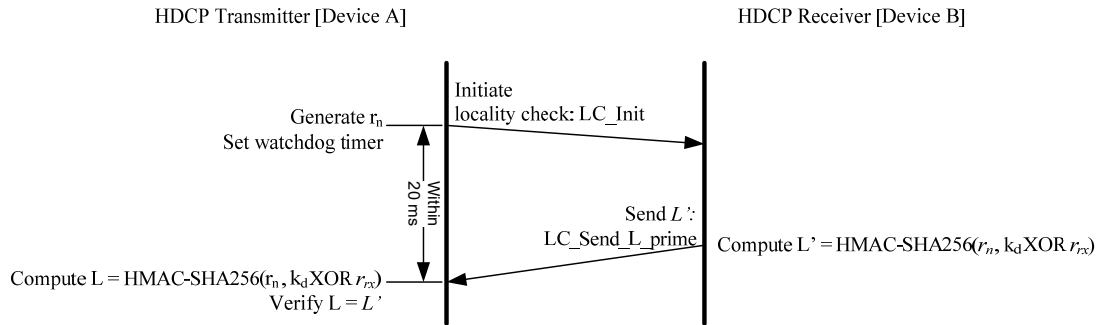 HDCP Transmitter [Device A]
HDCP Receiver [Device B]
Initiate
locality check: LC_Init
Generate rn
Set watchdog timer
Within
20 ms
Send L’:
LC_Send_L_prime
Compute L’ = HMAC-SHA256(rn, kd XOR rrx)
Compute L = HMAC-SHA256(rn, kd XOR rrx)
Verify L = L’